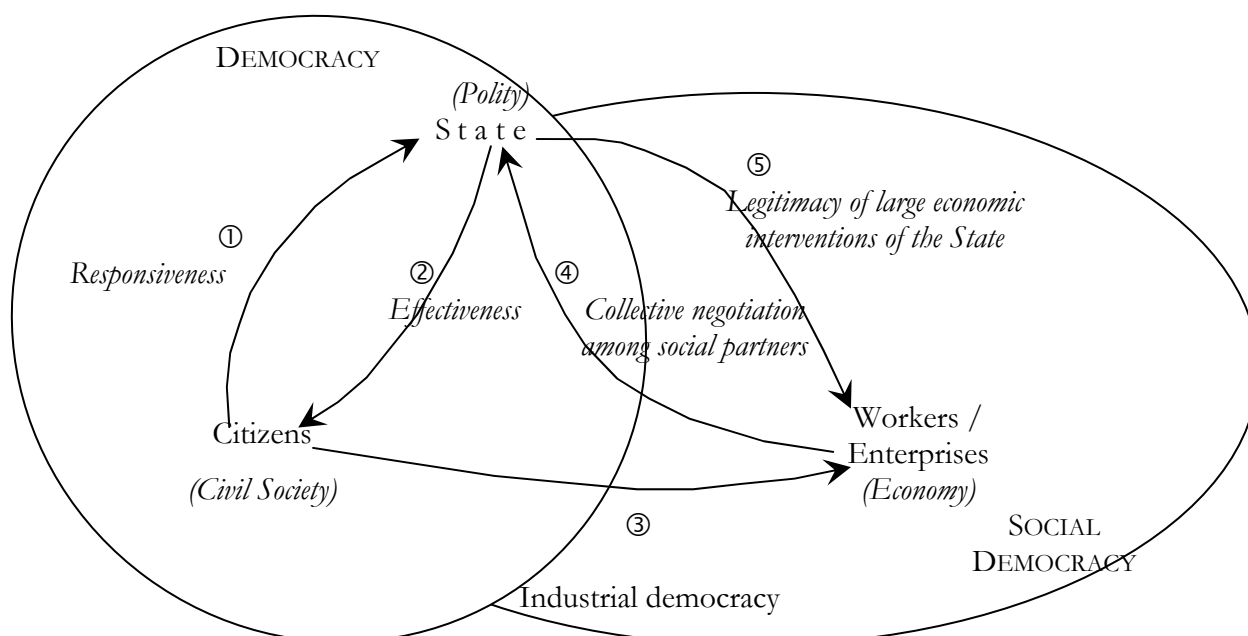 DEMOCRACY
(Polity)
State
⑤
Legitimacy of large economic
interventions of the State
①
Responsiveness
②
Effectiveness
④
Collective negotiation
among social partners
Citizens
(Civil Society)
Workers /
Enterprises
(Economy)
③
SOCIAL
DEMOCRACY
Industrial democracy